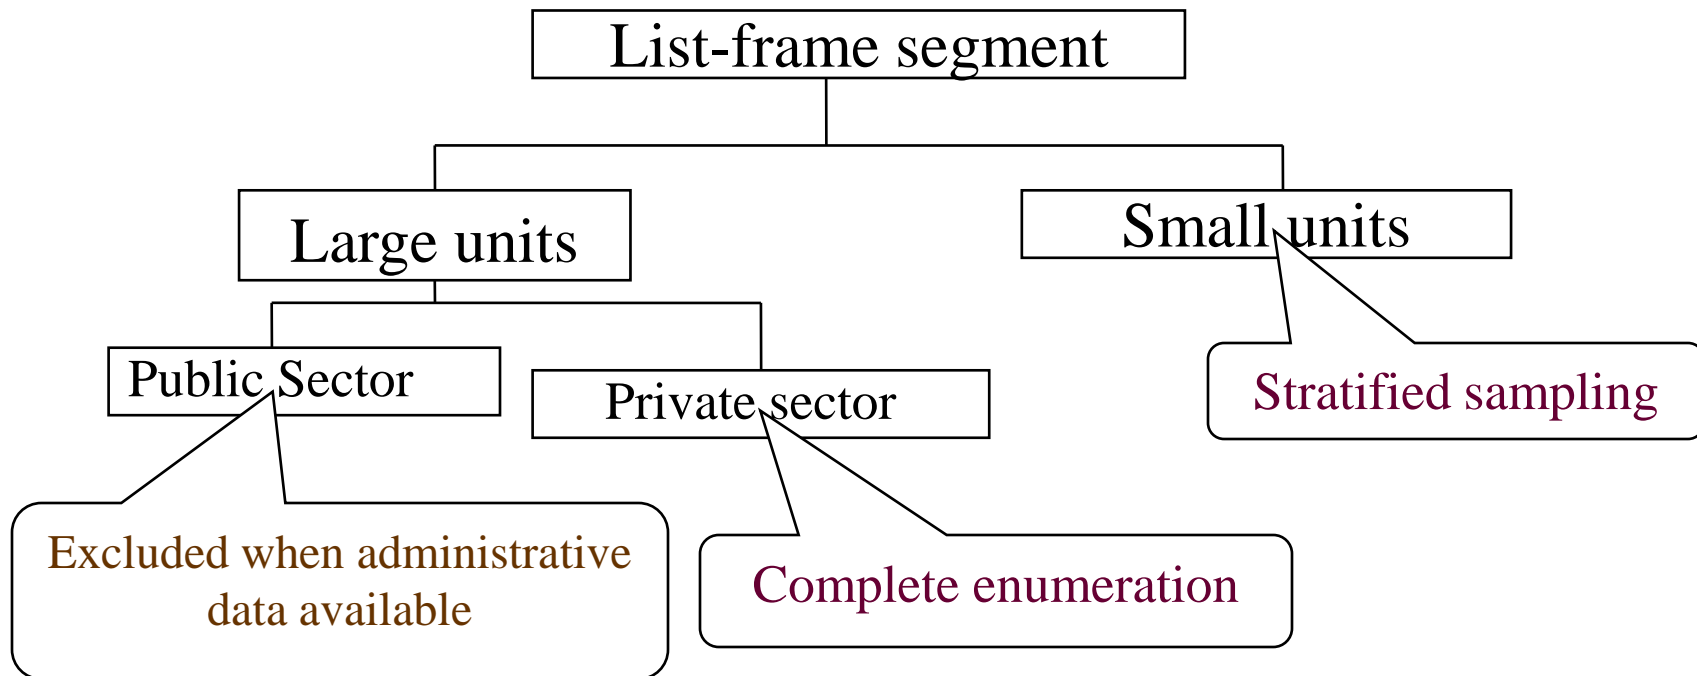 List-frame segment
Large units
Small units
Public Sector
Private sector
Stratified sampling
Excluded when administrative
data available
Complete enumeration